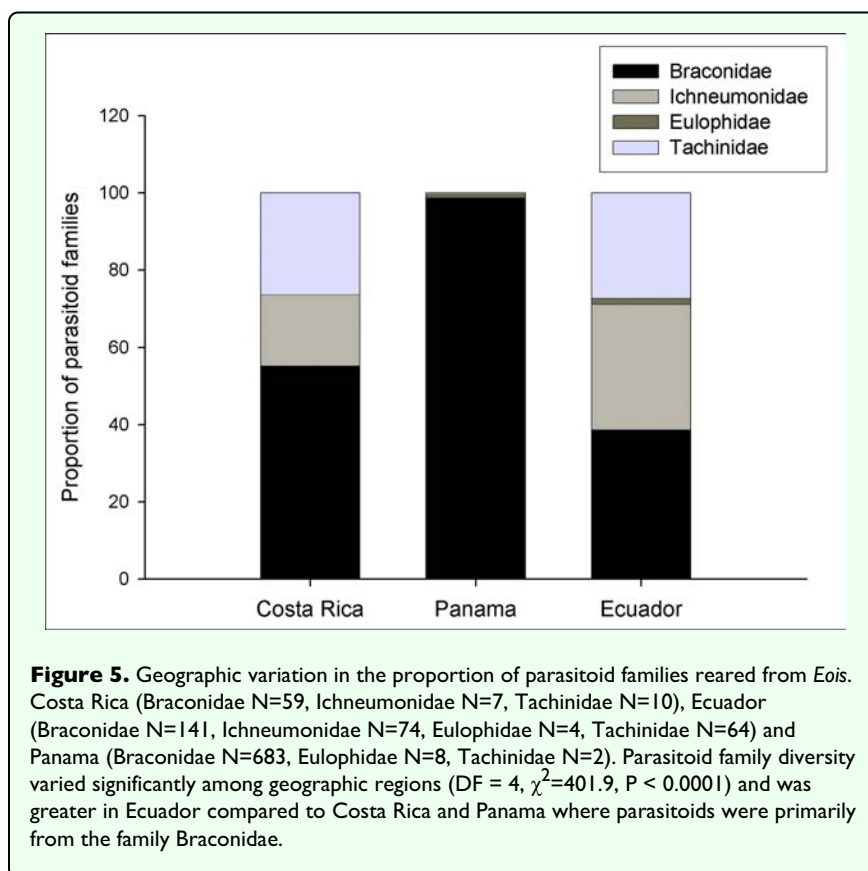 Braconidae
Ichneumonidae
Eulophidae
Tachinidae
120
100
80
60
40
20
0
Proportion of parasitoid families
Costa Rica
Panama
Ecuador
Figure 5. Geographic variation in the proportion of parasitoid families reared from Eois.
Costa Rica (Braconidae N=59, Ichneumonidae N=7, Tachinidae N=10), Ecuador
(Braconidae N=141, Ichneumonidae N=74, Eulophidae N=4, Tachinidae N=64) and
Panama (Braconidae N=683, Eulophidae N=8, Tachinidae N=2). Parasitoid family diversity
varied significantly among geographic regions (DF = 4, χ²=401.9, P < 0.0001) and was
greater in Ecuador compared to Costa Rica and Panama where parasitoids were primarily
from the family Braconidae.